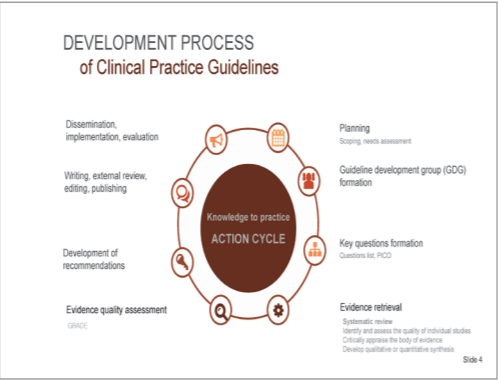 DEVELOPMENT PROCESS
of Clinical Practice Guidelines
Dissemination,
implementation, evaluation
Writing, external review,
editing, publishing
Development of
recommendations
Evidence quality assessment
GRADE
Knowledge to practice
ACTION CYCLE
Planning
Scoping, needs assessment
Guideline development group (GDG)
formation
Key questions formation
Questions list, PICO
Evidence retrieval
Systematic review
Identify and assess the quality of individual studies
Critically appraise the body of evidence
Develop qualitative or quantitative synthesis
Slide 4